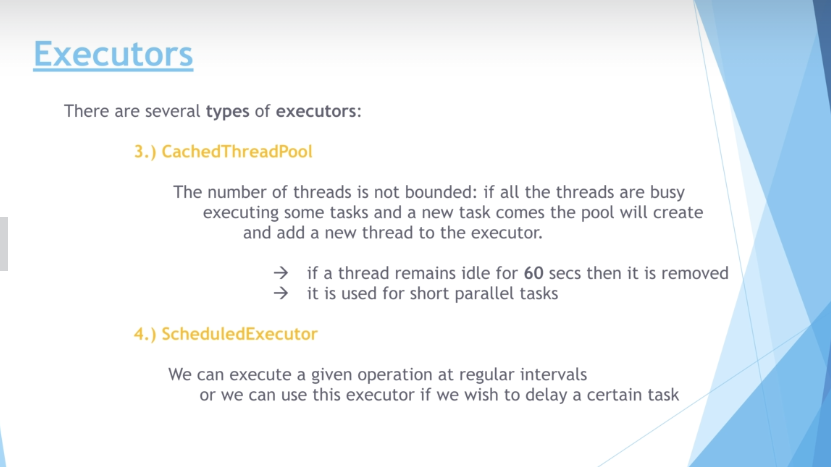 Executors
There are several types of executors:
3.) CachedThreadPool
The number of threads is not bounded: if all the threads are busy
executing some tasks and a new task comes the pool will create
and add a new thread to the executor.
→ if a thread remains idle for 60 secs then it is removed
→ it is used for short parallel tasks
4.) ScheduledExecutor
We can execute a given operation at regular intervals
or we can use this executor if we wish to delay a certain task